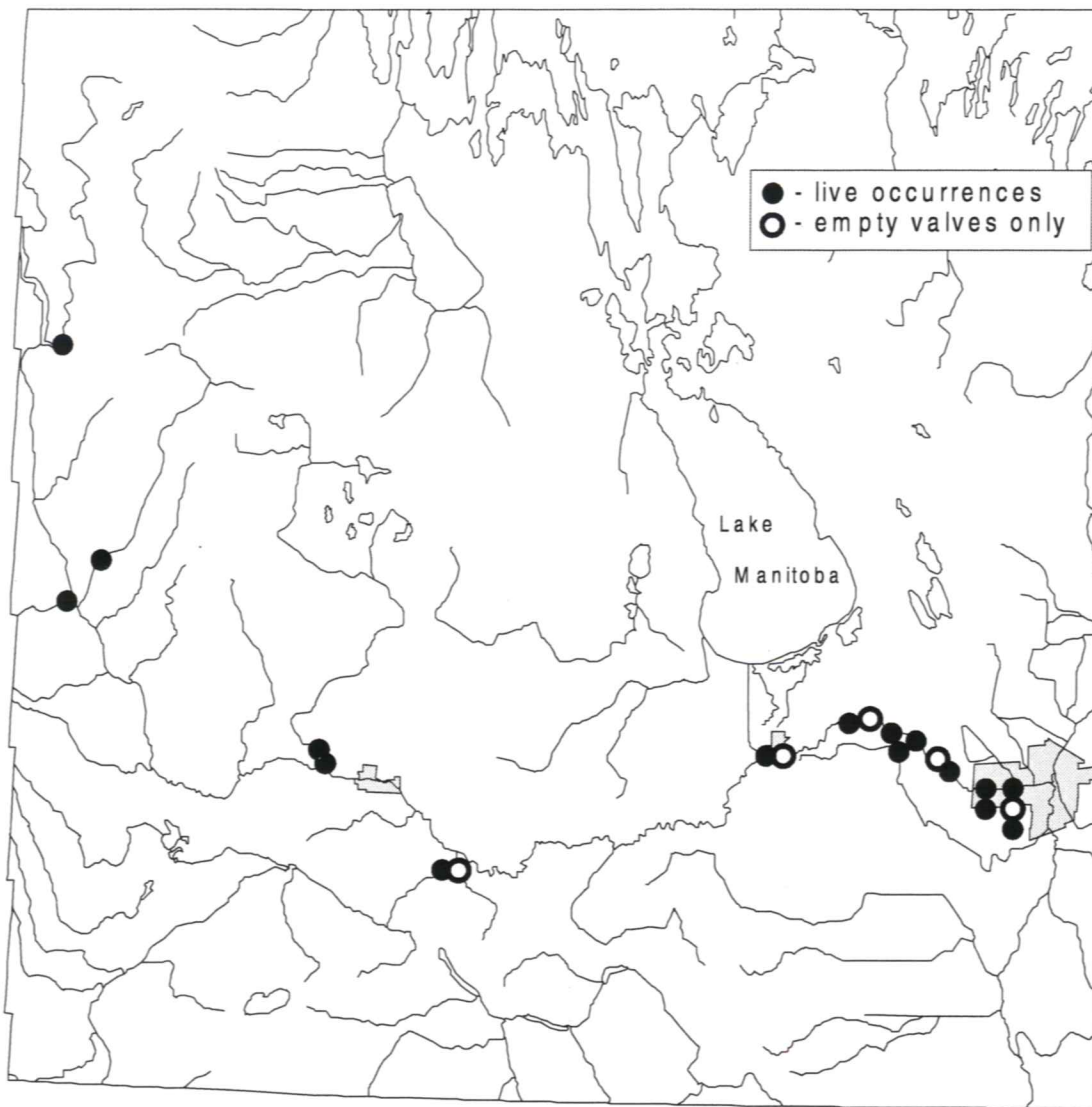 ● - live occurrences
○ - empty valves only
Lake
Manitoba